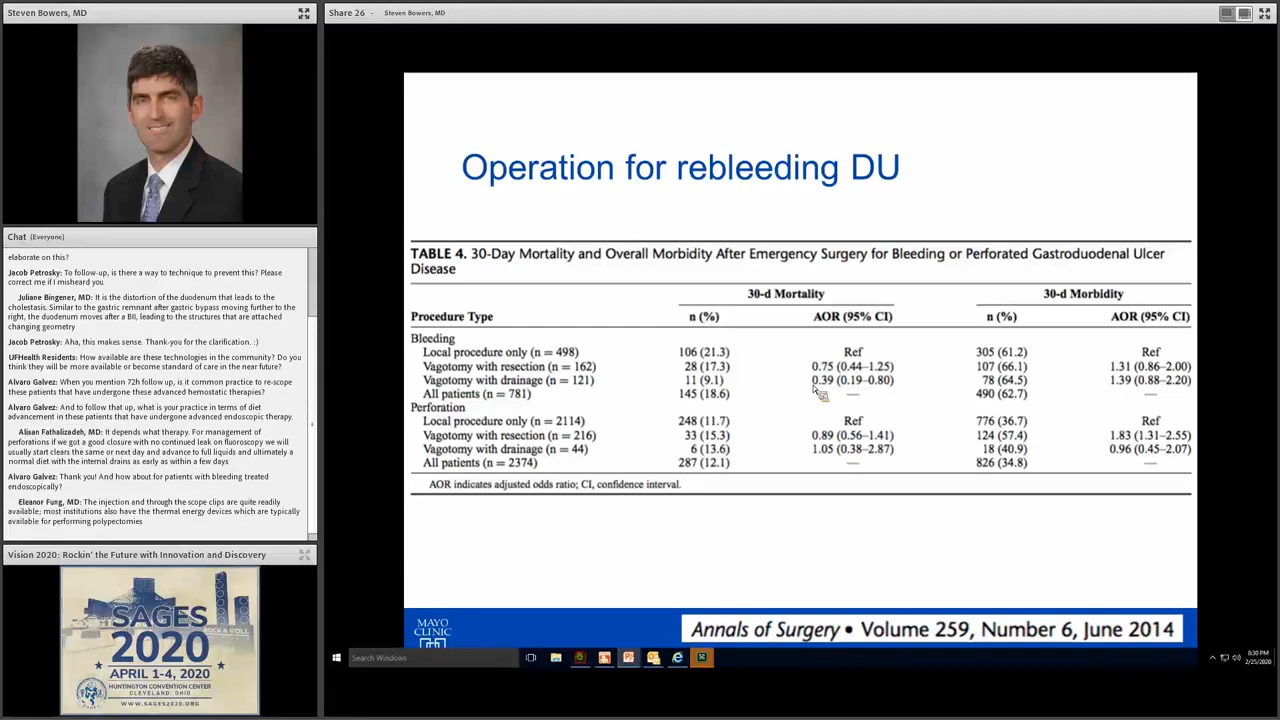 Steven Bowers, MD
Chat (Everyone)
elaborate on this?
Jacob Petrosky: To follow-up, is there a way to technique to prevent this? Please
correct me if I misheard you.
Juliane Bingener, MD: It is the distortion of the duodenum that leads to the
cholestasis. Similar to the gastric remnant after gastric bypass moving further to the
right, the duodenum moves after a BII, leading to the structures that are attached
changing geometry
Jacob Petrosky: Aha, this makes sense. Thank-you for the clarification. :)
UFHealth Residents: How available are these technologies in the community? Do you
think they will be more available or become standard of care in the near future?
Alvaro Galvez: When you mention 72h follow up, is it common practice to re-scope
these patients that have undergone these advanced hemostatic therapies?
Alvaro Galvez: And to follow that up, what is your practice in terms of diet
advancement in these patients that have undergone advanced endoscopic therapy.
Alisan Fathalizadeh, MD: It depends what therapy. For management of
perforations if we got a good closure with no continued leak on fluoroscopy we will
usually start clears the same or next day and advance to full liquids and ultimately a
normal diet with the internal drains as early as within a few days
Alvaro Galvez: Thank you! And how about for patients with bleeding treated
endoscopically?
Eleanor Fung, MD: The injection and through the scope clips are quite readily
available; most institutions also have the thermal energy devices which are typically
available for performing polypectomies
Vision 2020: Rockin' the Future with Innovation and Discovery
SAGES
ROCK & ROLL
2020
APRIL 1-4, 2020
HUNTINGTON CONVENTION CENTER
CLEVELAND, OHIO
WWW.SAGES2020.ORG
Share 26 - Steven Bowers, MD
Operation for rebleeding DU
TABLE 4. 30-Day Mortality and Overall Morbidity After Emergency Surgery for Bleeding or Perforated Gastroduodenal Ulcer
Disease
30-d Mortality 30-d Morbidity
Procedure Type n (%) AOR (95% CI) n (%) AOR (95% CI)
Bleeding
Local procedure only (n = 498) 106 (21.3) Ref 305 (61.2) Ref
Vagotomy with resection (n = 162) 28 (17.3) 0.75 (0.44–1.25) 107 (66.1) 1.31 (0.86–2.00)
Vagotomy with drainage (n = 121) 11 (9.1) 0.39 (0.19–0.80) 78 (64.5) 1.39 (0.88–2.20)
All patients (n = 781) 145 (18.6) — 490 (62.7) —
Perforation
Local procedure only (n = 2114) 248 (11.7) Ref 776 (36.7) Ref
Vagotomy with resection (n = 216) 33 (15.3) 0.89 (0.56–1.41) 124 (57.4) 1.83 (1.31–2.55)
Vagotomy with drainage (n = 44) 6 (13.6) 1.05 (0.38–2.87) 18 (40.9) 0.96 (0.45–2.07)
All patients (n = 2374) 287 (12.1) — 826 (34.8) —
AOR indicates adjusted odds ratio; CI, confidence interval.
MAYO
CLINIC
Annals of Surgery • Volume 259, Number 6, June 2014
Search Windows
8:30 PM
2/25/2020